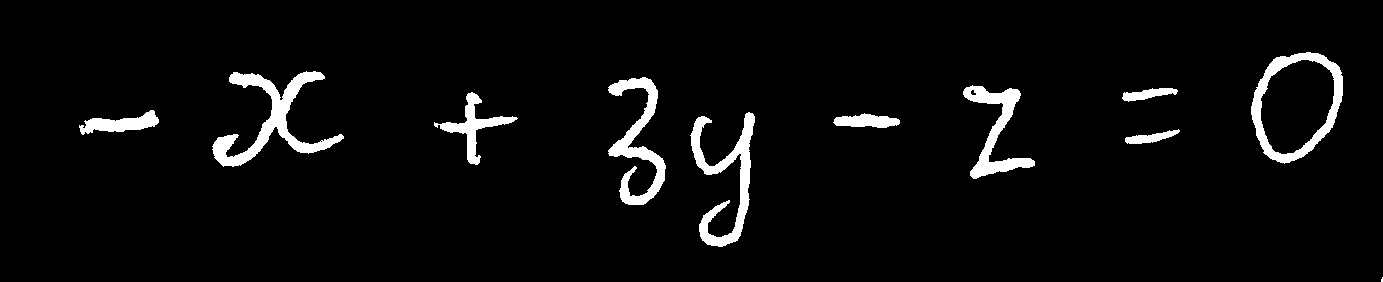 -x + 3y - z = 0